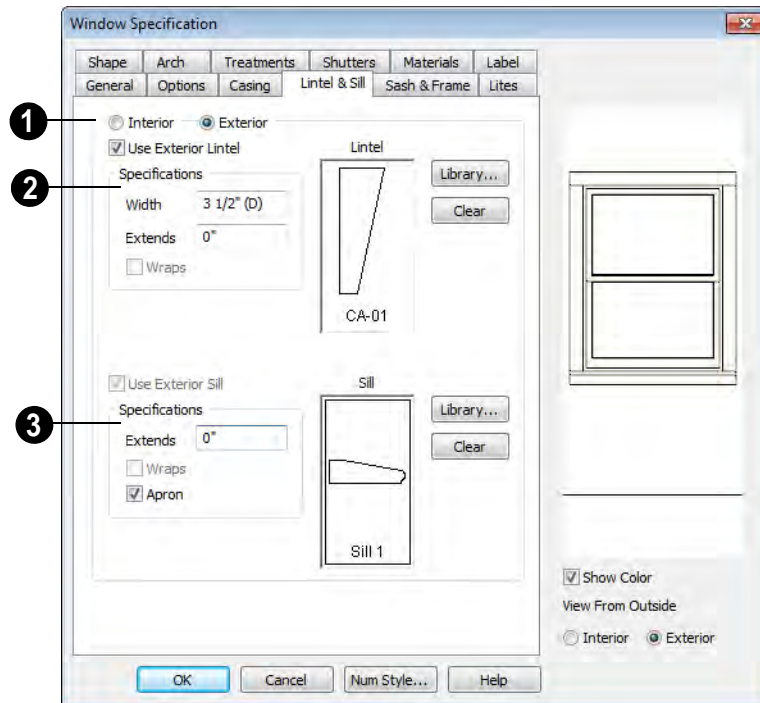 Window Specification
Shape Arch Treatments Shutters Materials Label
General Options Casing Lintel & Sill Sash & Frame Lites
1 Interior Exterior
Use Exterior Lintel Lintel
2 Specifications Library...
Width 3 1/2" (D) Clear
Extends 0"
Wraps
CA-01
Use Exterior Sill Sill
3 Specifications Library...
Extends 0" Clear
Wraps
Apron
Sill 1
Show Color
View From Outside
Interior Exterior
OK Cancel Num Style... Help